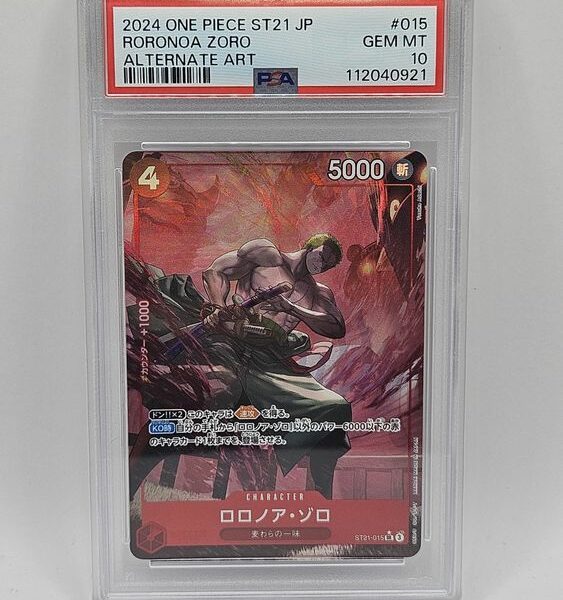 2024 ONE PIECE ST21 JP #015
RORONOA ZORO GEM MT
ALTERNATE ART 10
PSA 112040921
4 5000 斬
カウンター +1000
ドン!!×2 このキャラは 速攻 を得る。
KO時 自分の手札から「ロロノア・ゾロ」以外のパワー6000以下の赤
のキャラカード1枚までを、登場させる。
CHARACTER
ロロノア・ゾロ
麦わらの一味
ST21-015 SR 3